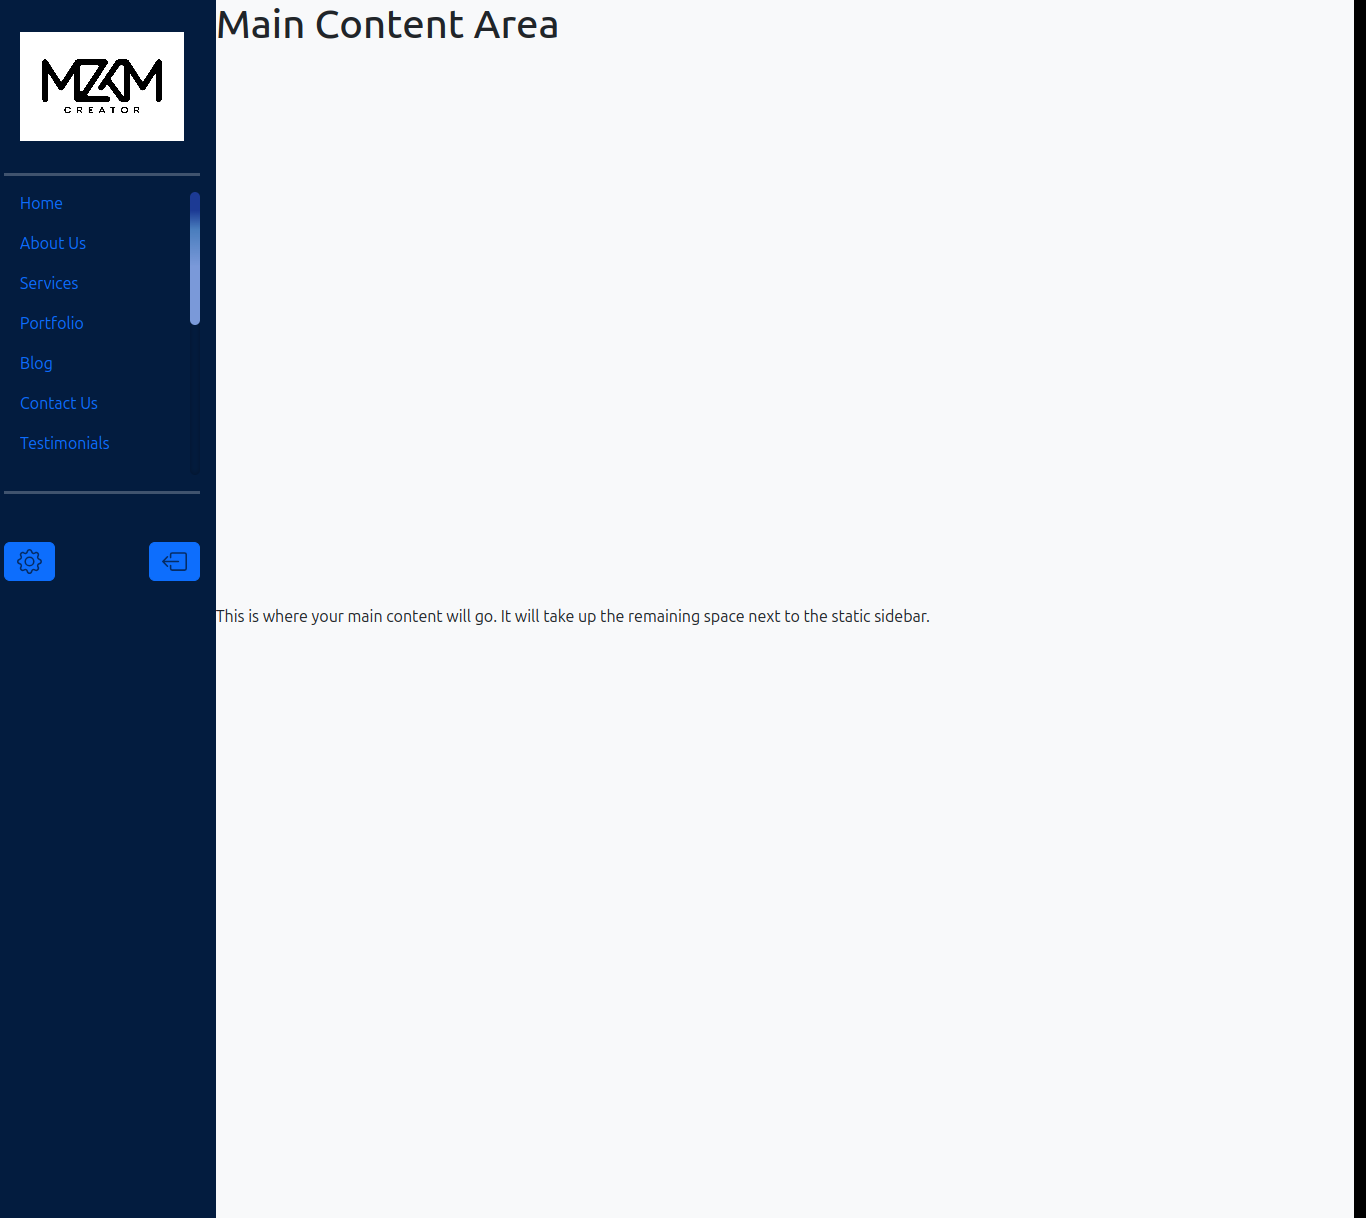 MZKM
CREATOR
Main Content Area
Home
About Us
Services
Portfolio
Blog
Contact Us
Testimonials
This is where your main content will go. It will take up the remaining space next to the static sidebar.